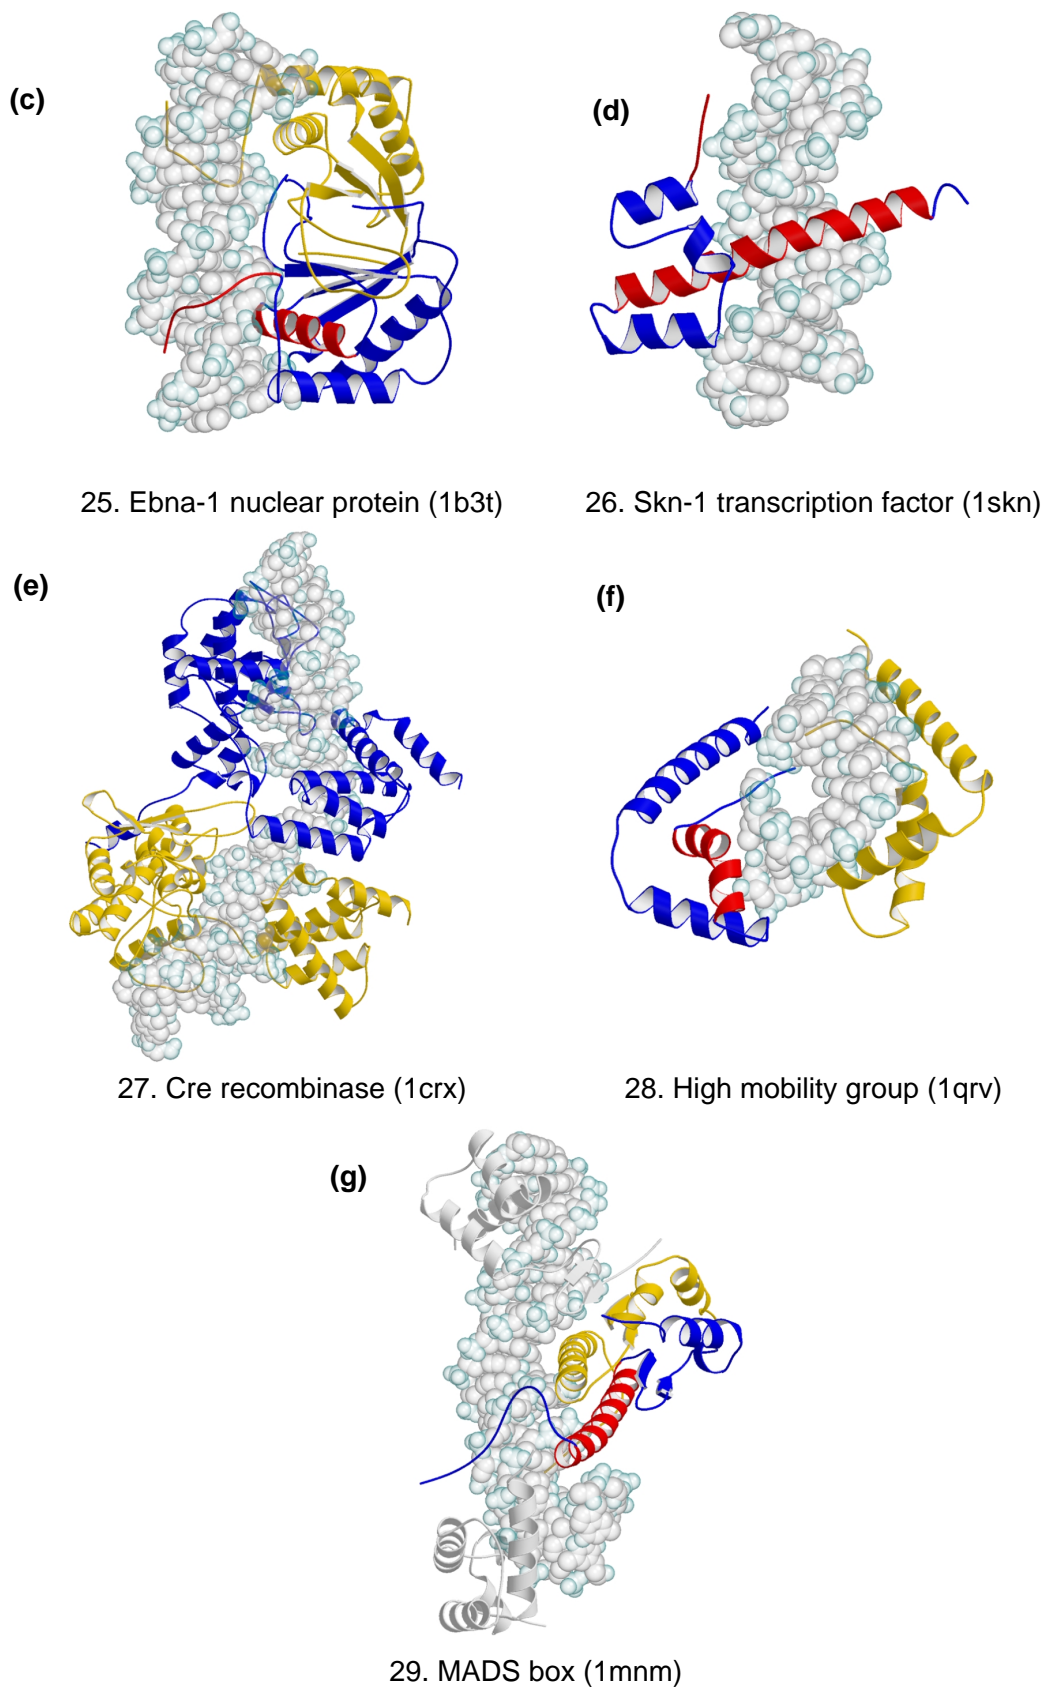 (c)
(d)
25. Ebna-1 nuclear protein (1b3t)
26. Skn-1 transcription factor (1skn)
(e)
(f)
27. Cre recombinase (1crx)
28. High mobility group (1qrv)
(g)
29. MADS box (1mnm)